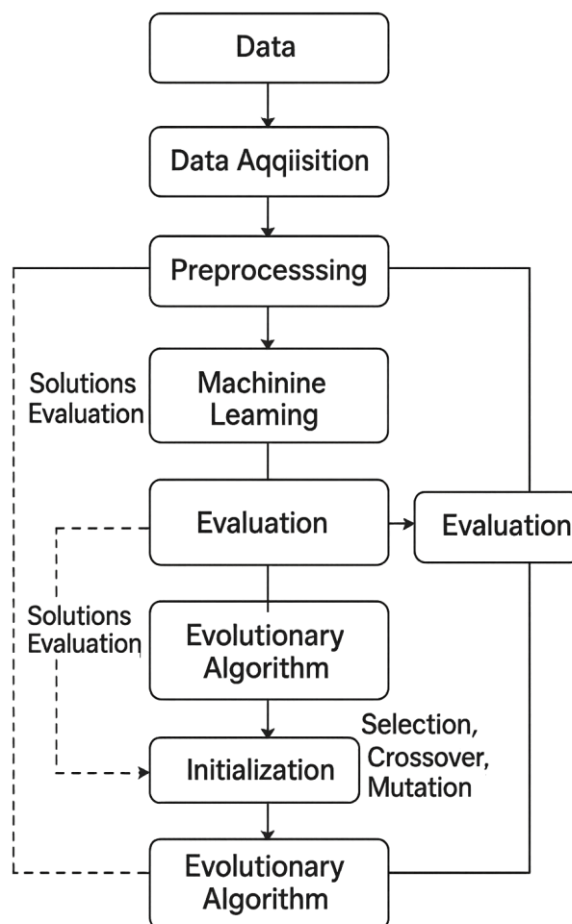 Data
Data Aqqiisition
Preprocesssing
Solutions
Evaluation
Machinine
Leaming
Evaluation
Evaluation
Solutions
Evaluation
Evolutionary
Algorithm
Selection,
Crossover,
Mutation
Initialization
Evolutionary
Algorithm